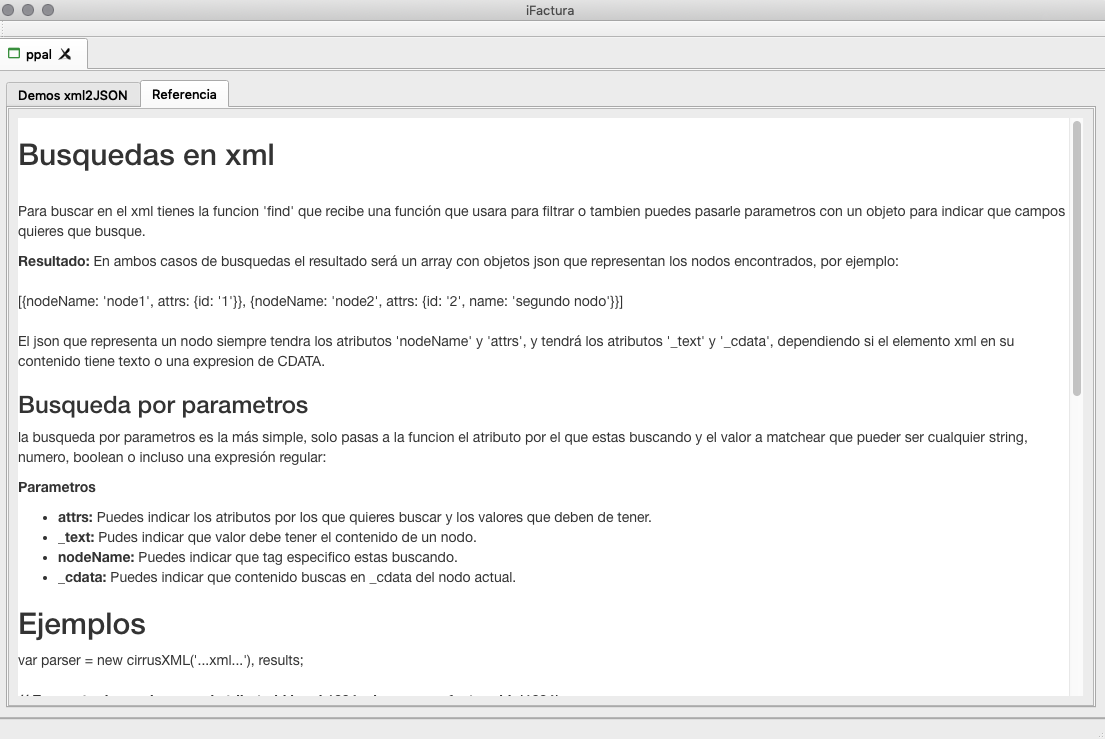 iFactura
ppal
Demos xml2JSON
Referencia
Busquedas en xml
Para buscar en el xml tienes la funcion 'find' que recibe una función que usara para filtrar o tambien puedes pasarle parametros con un objeto para indicar que campos
quieres que busque.
Resultado: En ambos casos de busquedas el resultado será un array con objetos json que representan los nodos encontrados, por ejemplo:
[{nodeName: 'node1', attrs: {id: '1'}}, {nodeName: 'node2', attrs: {id: '2', name: 'segundo nodo'}}]
El json que representa un nodo siempre tendra los atributos 'nodeName' y 'attrs', y tendrá los atributos '_text' y '_cdata', dependiendo si el elemento xml en su
contenido tiene texto o una expresion de CDATA.
Busqueda por parametros
la busqueda por parametros es la más simple, solo pasas a la funcion el atributo por el que estas buscando y el valor a matchear que pueder ser cualquier string,
numero, boolean o incluso una expresión regular:
Parametros
• attrs: Puedes indicar los atributos por los que quieres buscar y los valores que deben de tener.
• _text: Pudes indicar que valor debe tener el contenido de un nodo.
• nodeName: Puedes indicar que tag especifico estas buscando.
• _cdata: Puedes indicar que contenido buscas en _cdata del nodo actual.
Ejemplos
var parser = new cirrusXML('...xml...'), results;